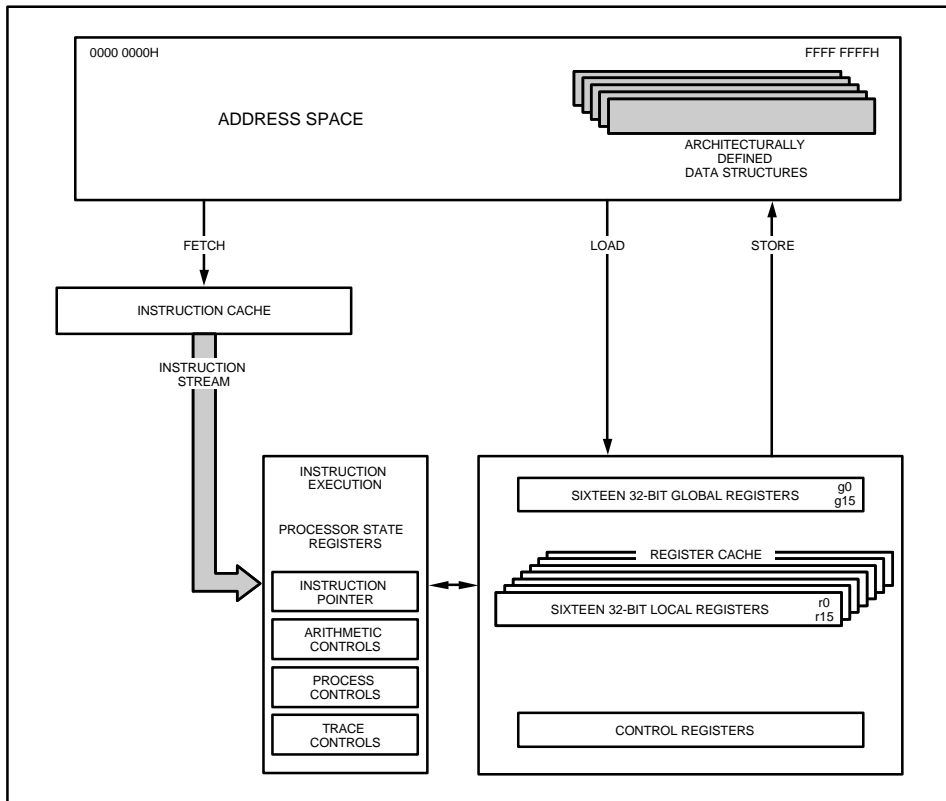 0000 0000H
FFFF FFFFH
ADDRESS SPACE
ARCHITECTURALLY
DEFINED
DATA STRUCTURES
FETCH
LOAD
STORE
INSTRUCTION CACHE
INSTRUCTION
STREAM
INSTRUCTION
EXECUTION
PROCESSOR STATE
REGISTERS
INSTRUCTION
POINTER
ARITHMETIC
CONTROLS
PROCESS
CONTROLS
TRACE
CONTROLS
SIXTEEN 32-BIT GLOBAL REGISTERS
g0
g15
REGISTER CACHE
SIXTEEN 32-BIT LOCAL REGISTERS
r0
r15
CONTROL REGISTERS